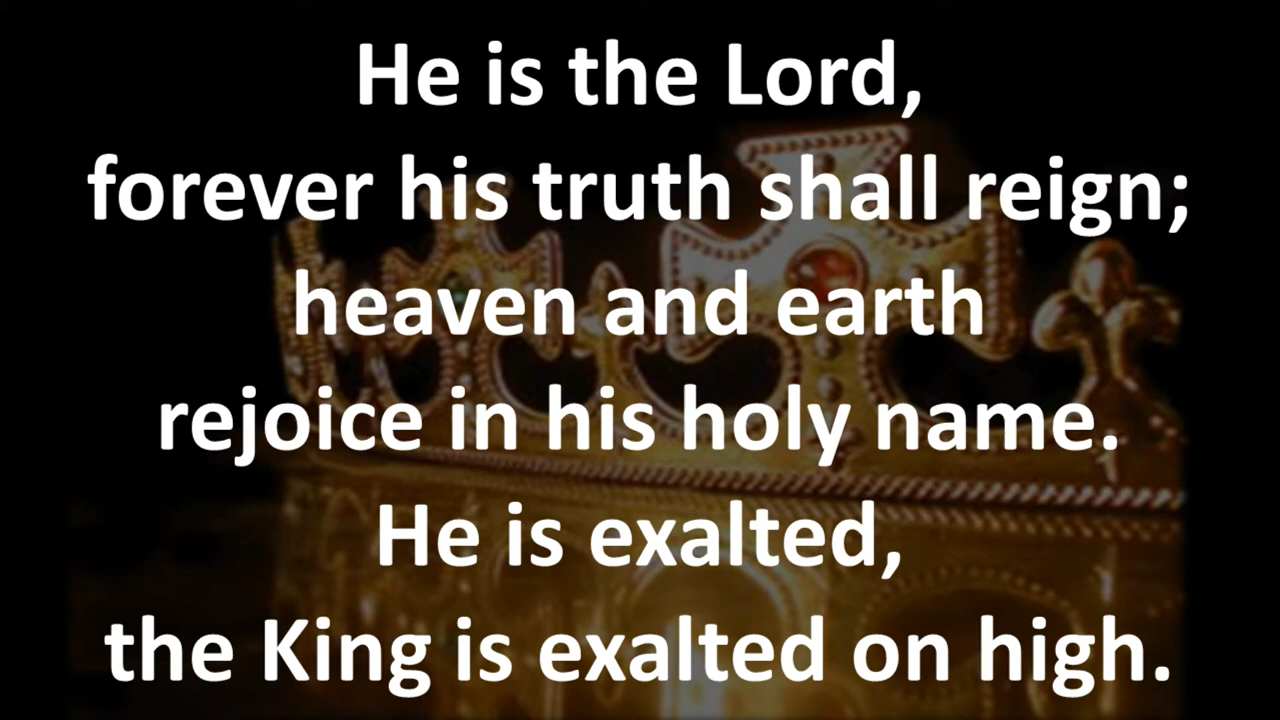 He is the Lord,
forever his truth shall reign;
heaven and earth
rejoice in his holy name.
He is exalted,
the King is exalted on high.